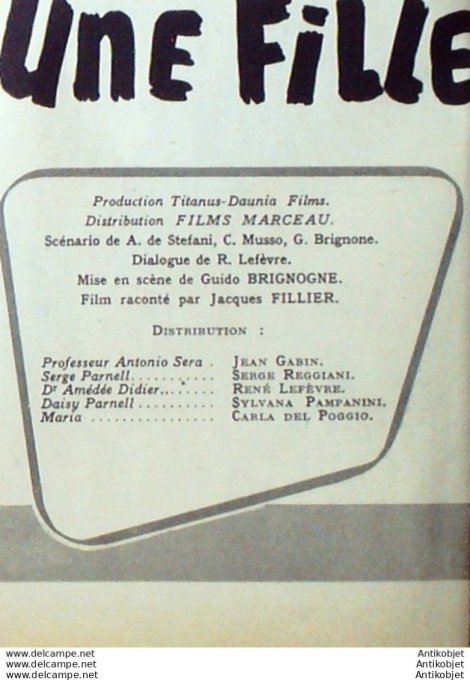 UNE FILLE
Production Titanus-Daunia Films.
Distribution FILMS MARCEAU.
Scénario de A. de Stefani, C. Musso, G. Brignone.
Dialogue de R. Lefèvre.
Mise en scène de Guido BRIGNOGNE.
Film raconté par Jacques FILLIER.
DISTRIBUTION :
Professeur Antonio Sera . JEAN GABIN.
Serge Parnell........... SERGE REGGIANI.
Dr Amédée Didier........ RENÉ LEFÈVRE.
Daisy Parnell ........... SYLVANA PAMPANINI.
Maria ................. CARLA DEL POGGIO.
www.delcampe.net Antikobjet
www.delcampe.net Antikobjet